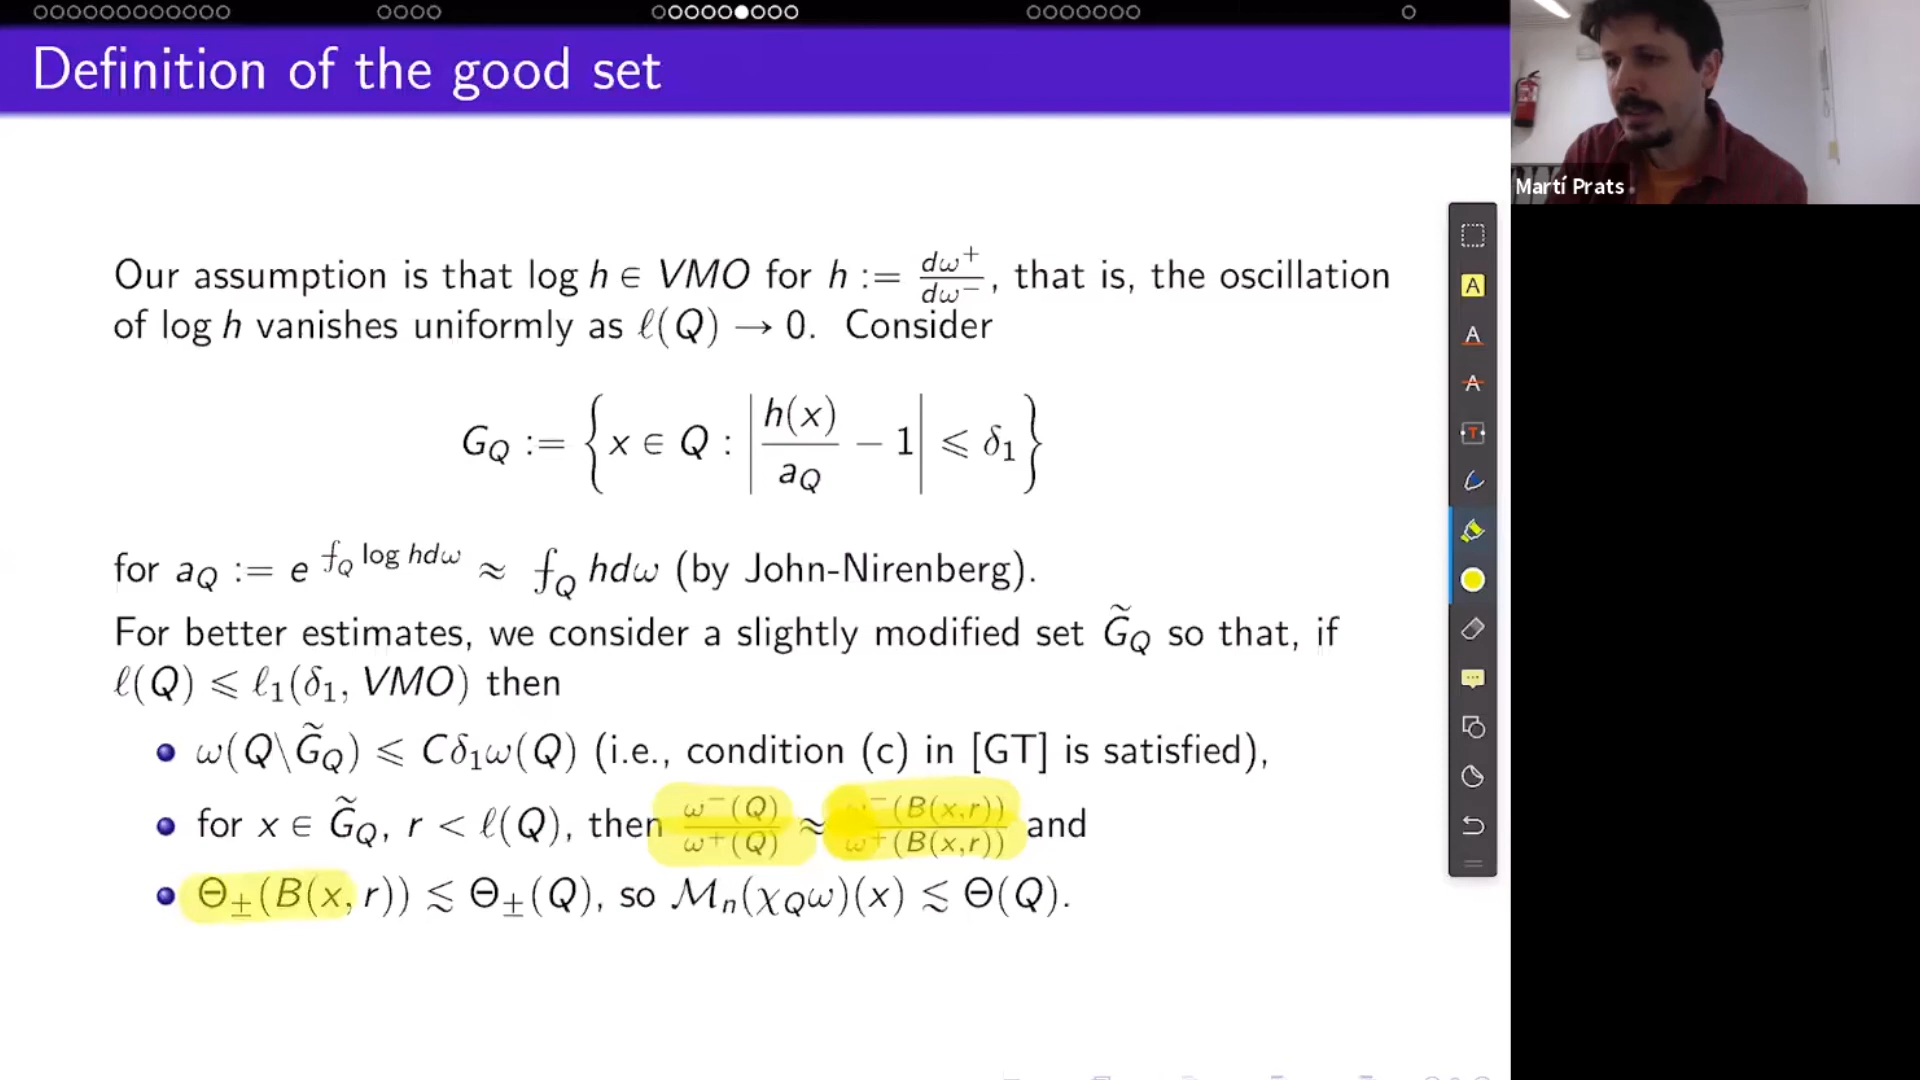 Definition of the good set
Martí Prats
Our assumption is that log h ∈ VMO for h := dω⁺/dω⁻, that is, the oscillation
of log h vanishes uniformly as ℓ(Q) → 0. Consider
G_Q := { x ∈ Q : | h(x)/a_Q − 1 | ⩽ δ₁ }
for a_Q := e^{⨍_Q log hdω} ≈ ⨍_Q hdω (by John-Nirenberg).
For better estimates, we consider a slightly modified set G̃_Q so that, if
ℓ(Q) ⩽ ℓ₁(δ₁, VMO) then
ω(Q\G̃_Q) ⩽ Cδ₁ω(Q) (i.e., condition (c) in [GT] is satisfied),
for x ∈ G̃_Q, r < ℓ(Q), then ω⁻(Q)/ω⁺(Q) ≈ ω⁻(B(x,r))/ω⁺(B(x,r)) and
Θ±(B(x, r)) ≲ Θ±(Q), so M_n(χ_Qω)(x) ≲ Θ(Q).